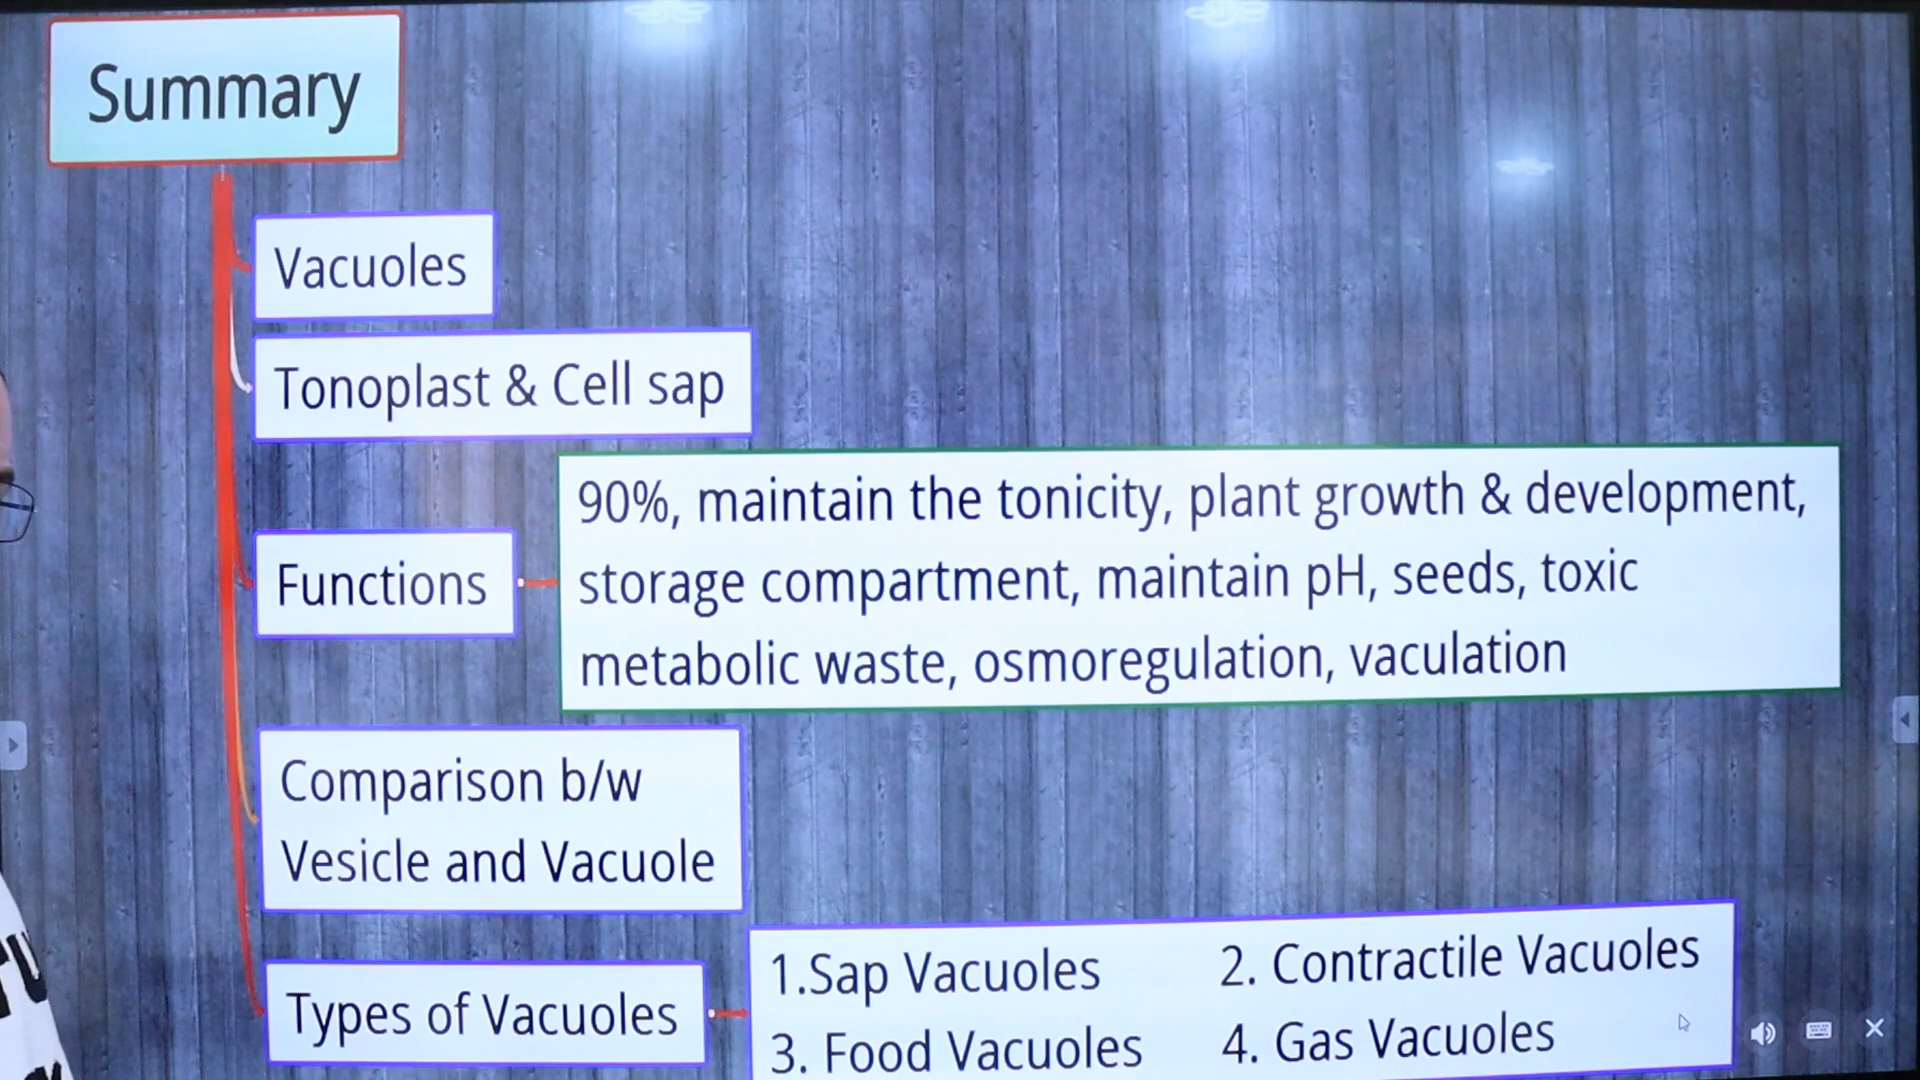 Summary
Vacuoles
Tonoplast & Cell sap
Functions
90%, maintain the tonicity, plant growth & development,
storage compartment, maintain pH, seeds, toxic
metabolic waste, osmoregulation, vaculation
Comparison b/w
Vesicle and Vacuole
Types of Vacuoles
1.Sap Vacuoles 2. Contractile Vacuoles
3. Food Vacuoles 4. Gas Vacuoles